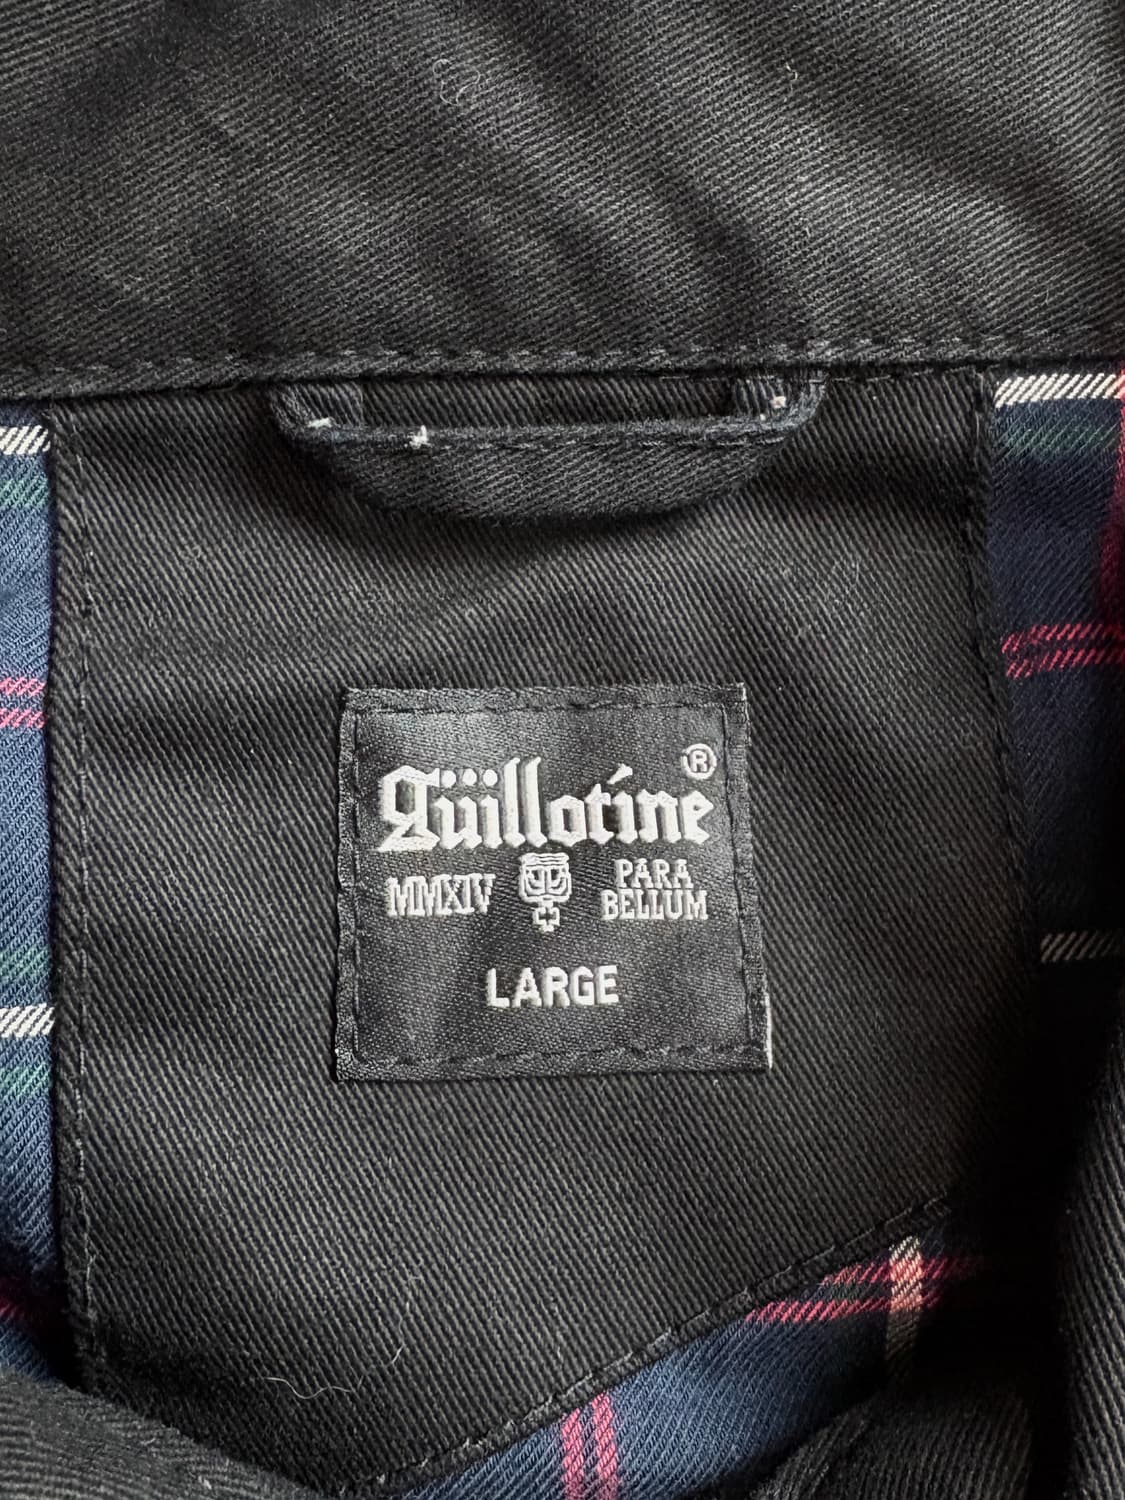 Güillotine ®
MMXIV PARA
BELLUM
LARGE